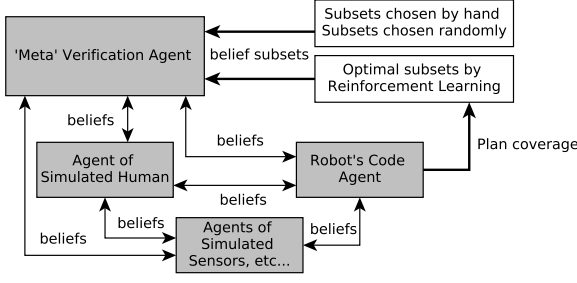 Subsets chosen by hand
Subsets chosen randomly
'Meta' Verification Agent
belief subsets
Optimal subsets by
Reinforcement Learning
beliefs
beliefs
Plan coverage
Agent of
Simulated Human
Robot's Code
Agent
beliefs
beliefs
Agents of
Simulated
Sensors, etc...
beliefs
beliefs